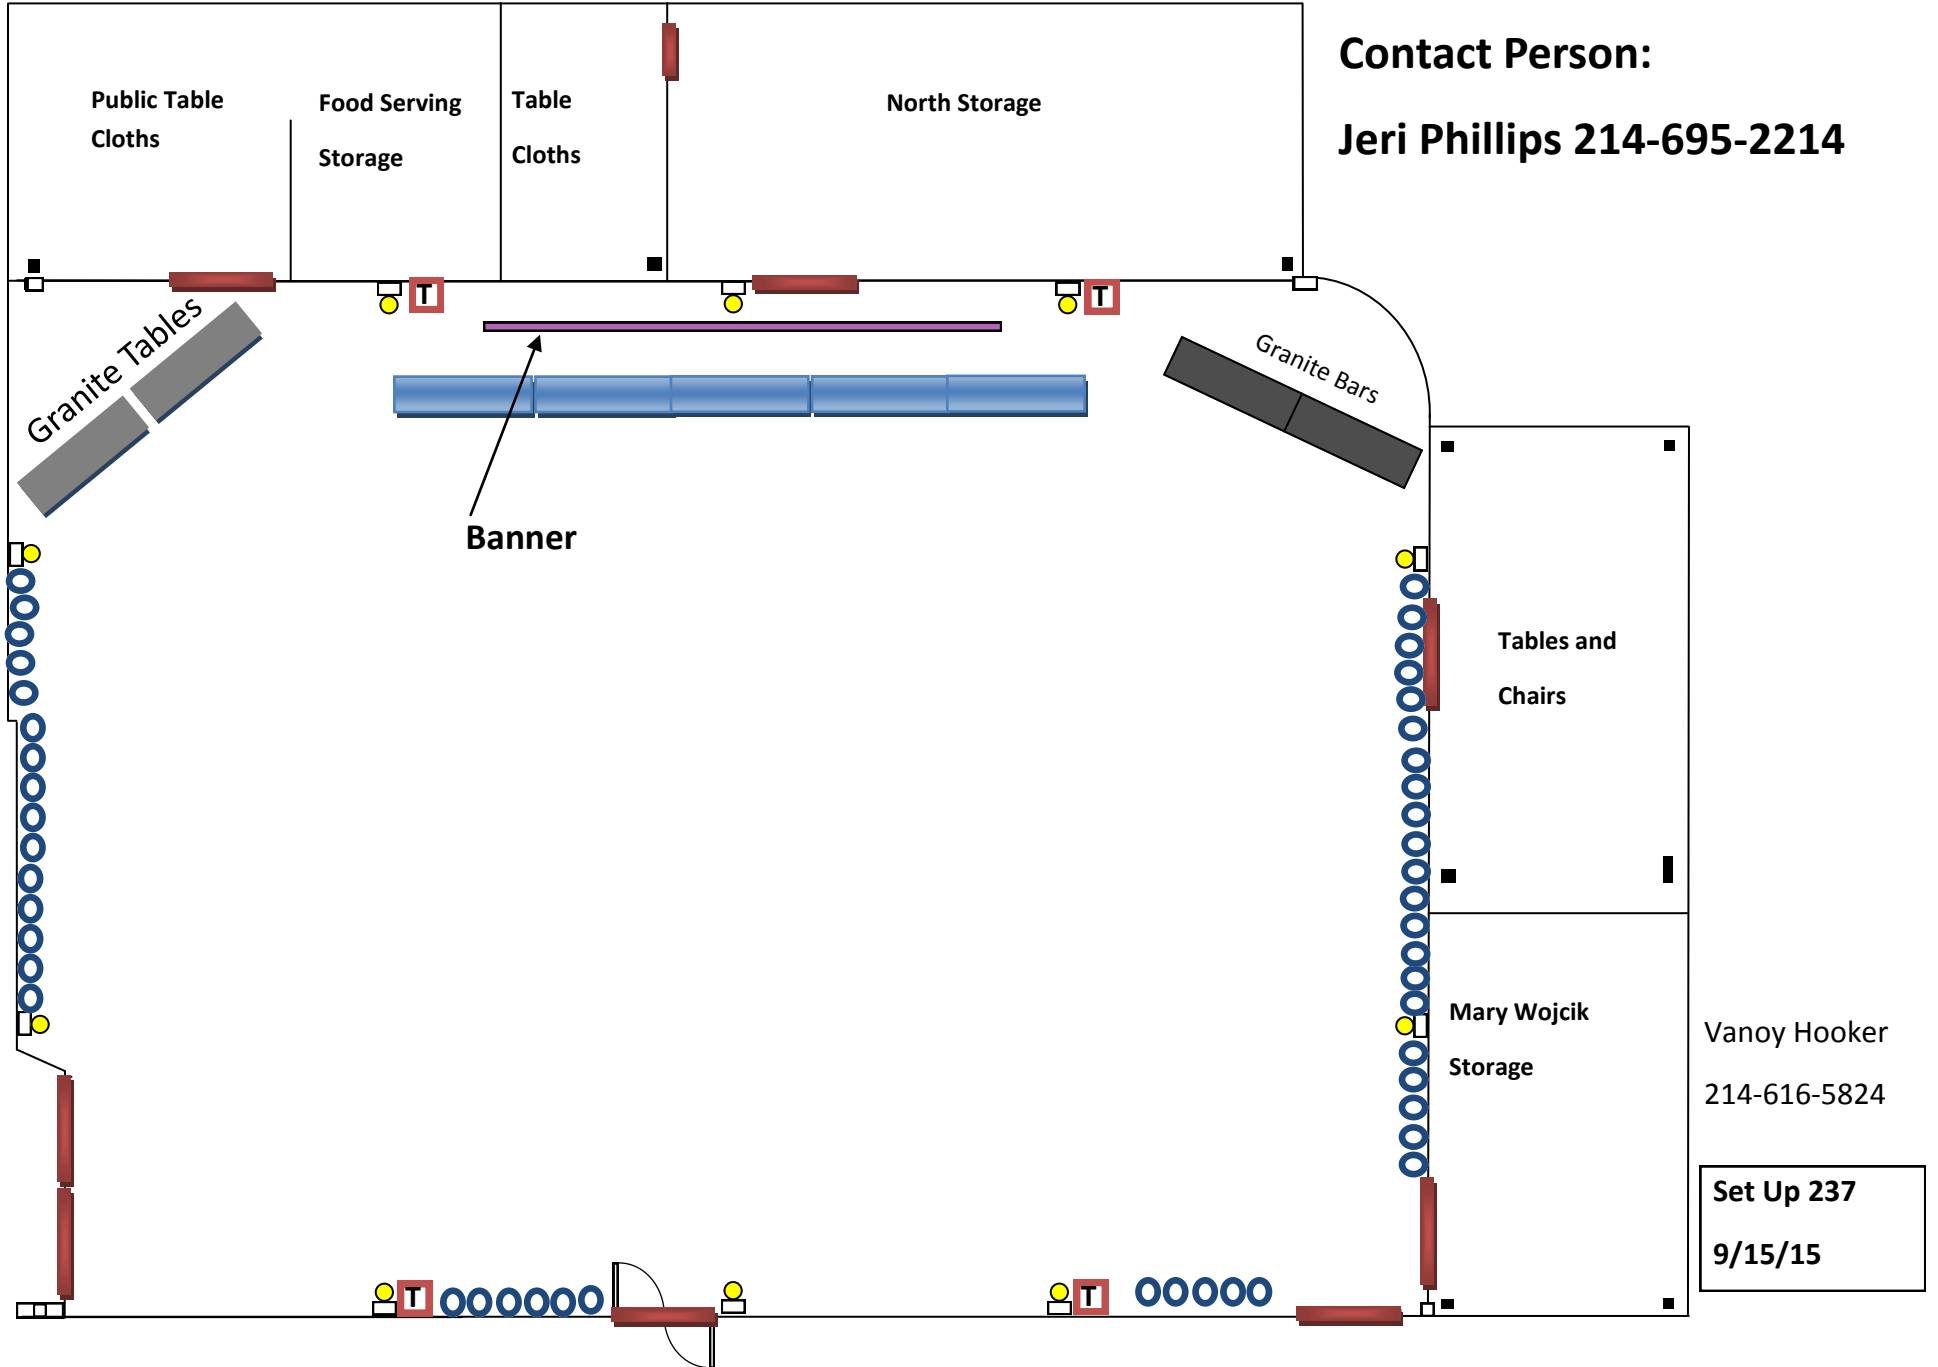 Contact Person:
Jeri Phillips 214-695-2214
Public Table
Cloths
Food Serving
Storage
Table
Cloths
North Storage
T
T
Granite Tables
Granite Bars
Banner
Tables and
Chairs
Mary Wojcik
Storage
Vanoy Hooker
214-616-5824
Set Up 237
9/15/15
T
T